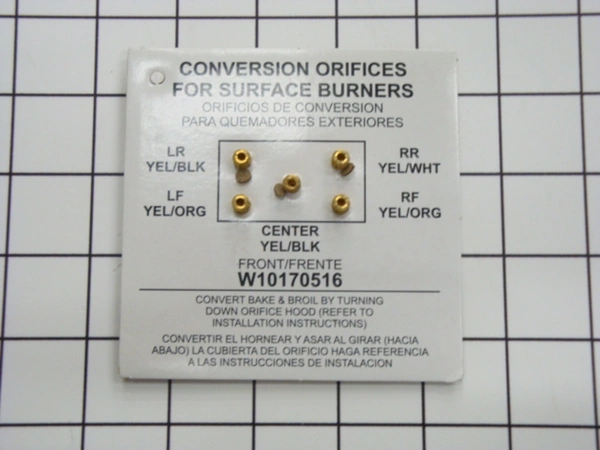 CONVERSION ORIFICES
FOR SURFACE BURNERS
ORIFICIOS DE CONVERSION
PARA QUEMADORES EXTERIORES
LR
YEL/BLK
RR
YEL/WHT
LF
YEL/ORG
RF
YEL/ORG
CENTER
YEL/BLK
FRONT/FRENTE
W10170516
CONVERT BAKE & BROIL BY TURNING
DOWN ORIFICE HOOD (REFER TO
INSTALLATION INSTRUCTIONS)
CONVERTIR EL HORNEAR Y ASAR AL GIRAR (HACIA
ABAJO) LA CUBIERTA DEL ORIFICIO HAGA REFERENCIA
A LAS INSTRUCCIONES DE INSTALACION